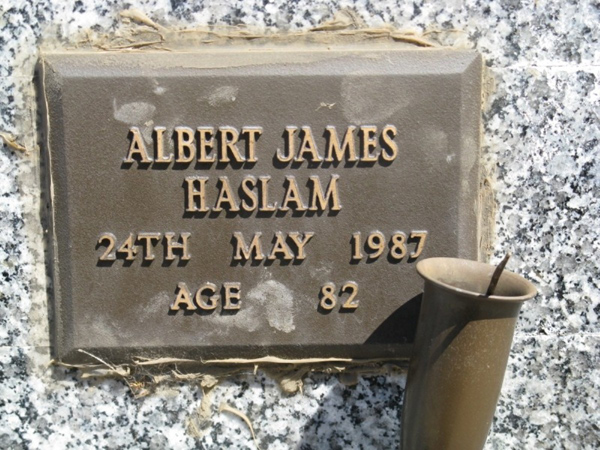 ALBERT JAMES
HASLAM
24TH MAY 1987
AGE 82